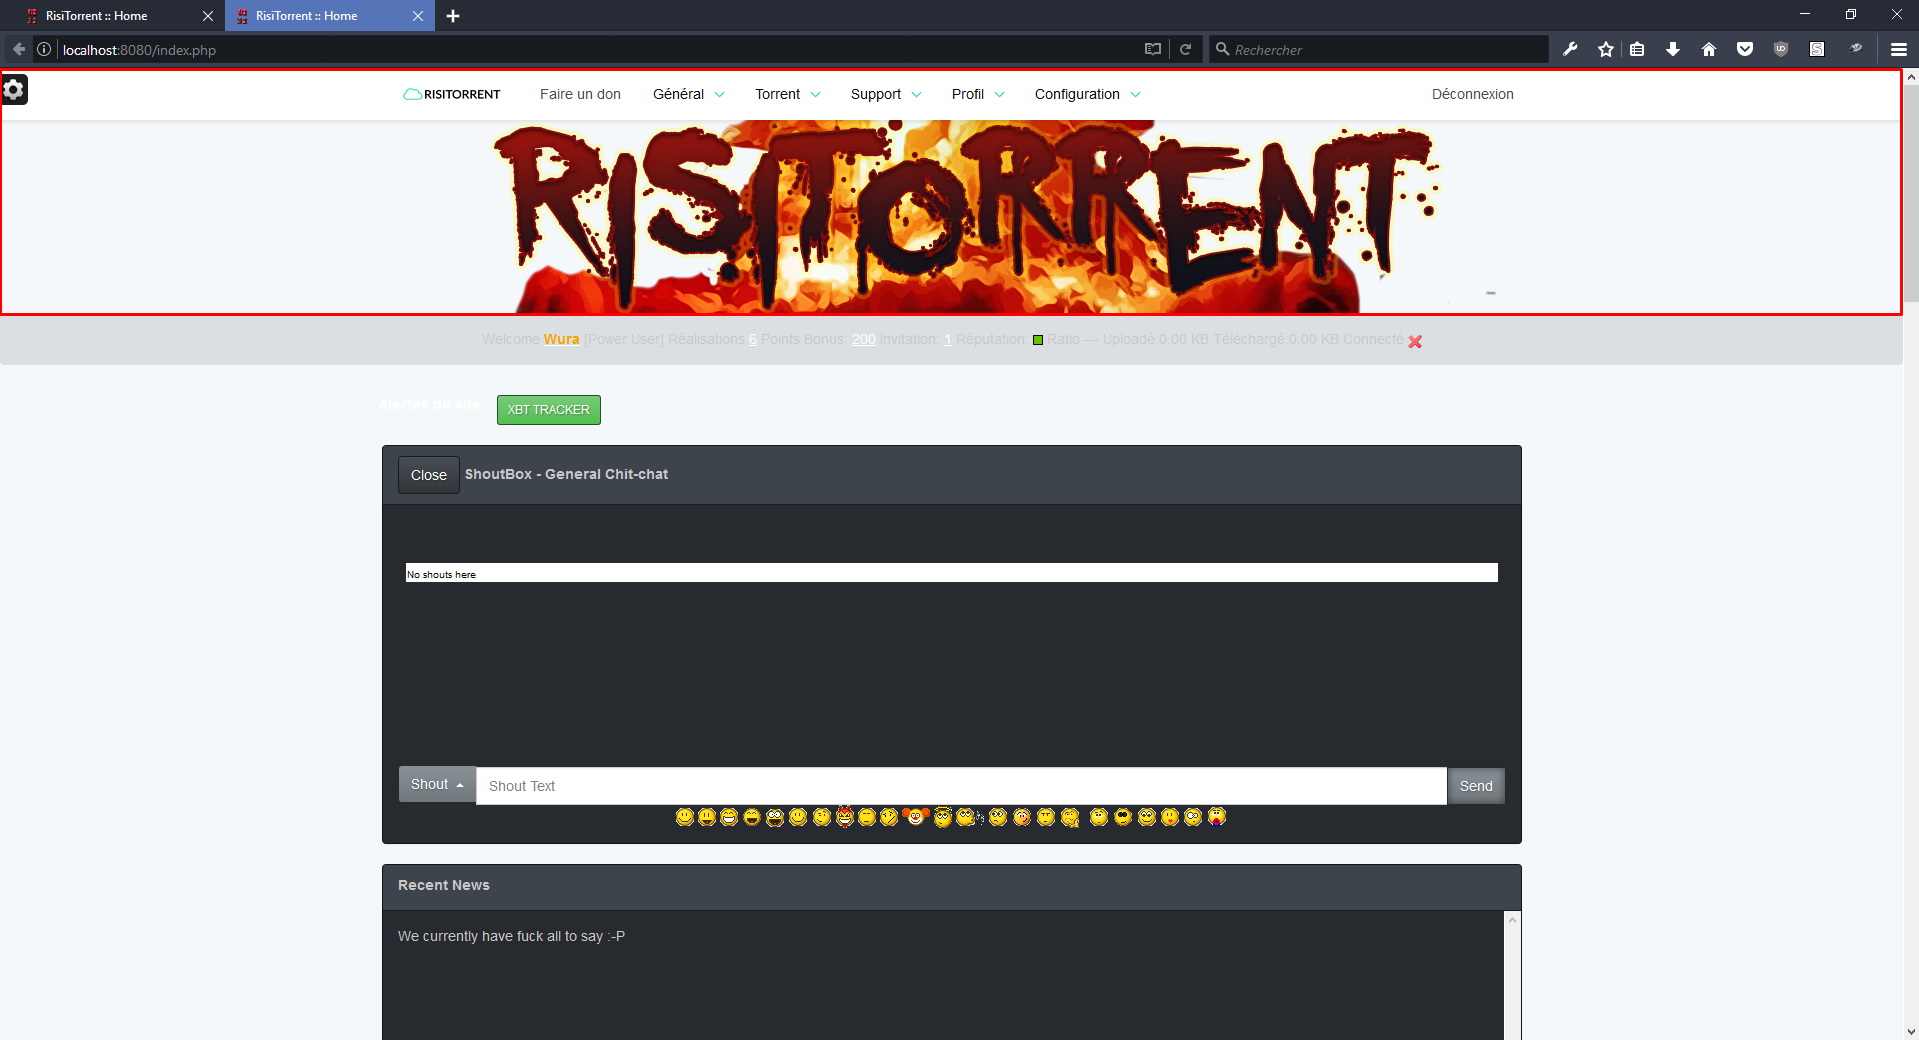 RisiTorrent :: Home
RisiTorrent :: Home
localhost:8080/index.php
Rechercher
RISITORRENT
Faire un don
Général
Torrent
Support
Profil
Configuration
Déconnexion
RISITORRENT
Welcome Wura [Power User] Réalisations 6 Points Bonus: 200 Invitation: 1 Réputation: Ratio --- Uploadé:0.00 KB Téléchargé:0.00 KB Connecté
Alertes du site:
XBT TRACKER
Close
ShoutBox - General Chit-chat
No shouts here
Shout
Shout Text
Send
Recent News
We currently have fuck all to say :-P